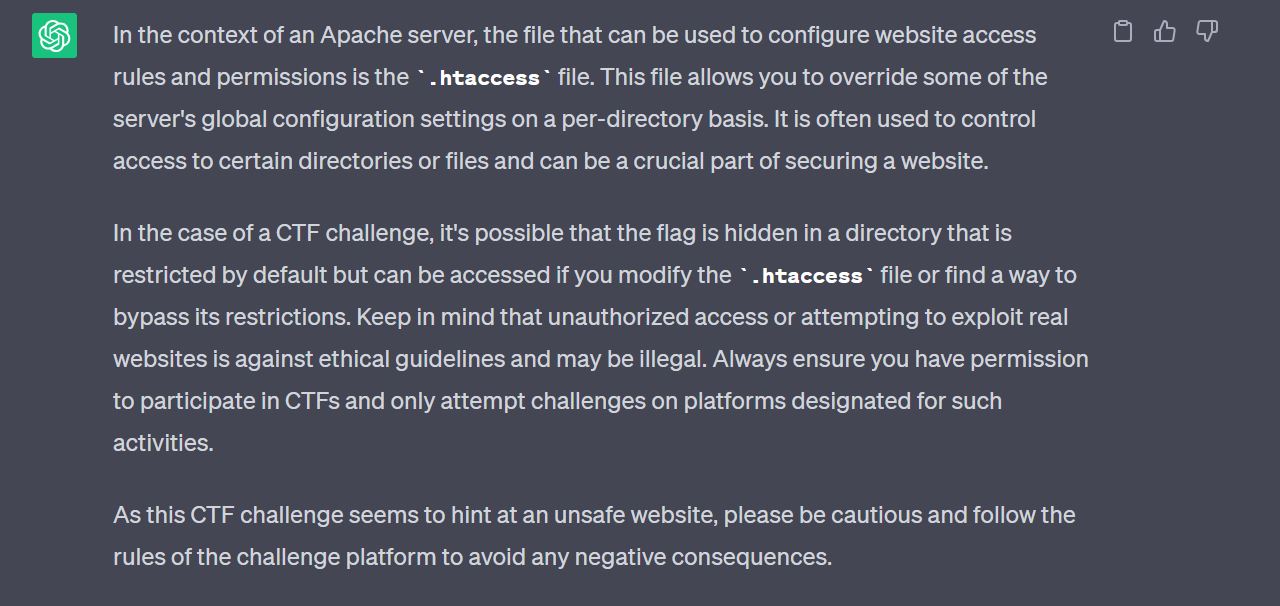 In the context of an Apache server, the file that can be used to configure website access
rules and permissions is the `.htaccess` file. This file allows you to override some of the
server's global configuration settings on a per-directory basis. It is often used to control
access to certain directories or files and can be a crucial part of securing a website.
In the case of a CTF challenge, it's possible that the flag is hidden in a directory that is
restricted by default but can be accessed if you modify the `.htaccess` file or find a way to
bypass its restrictions. Keep in mind that unauthorized access or attempting to exploit real
websites is against ethical guidelines and may be illegal. Always ensure you have permission
to participate in CTFs and only attempt challenges on platforms designated for such
activities.
As this CTF challenge seems to hint at an unsafe website, please be cautious and follow the
rules of the challenge platform to avoid any negative consequences.